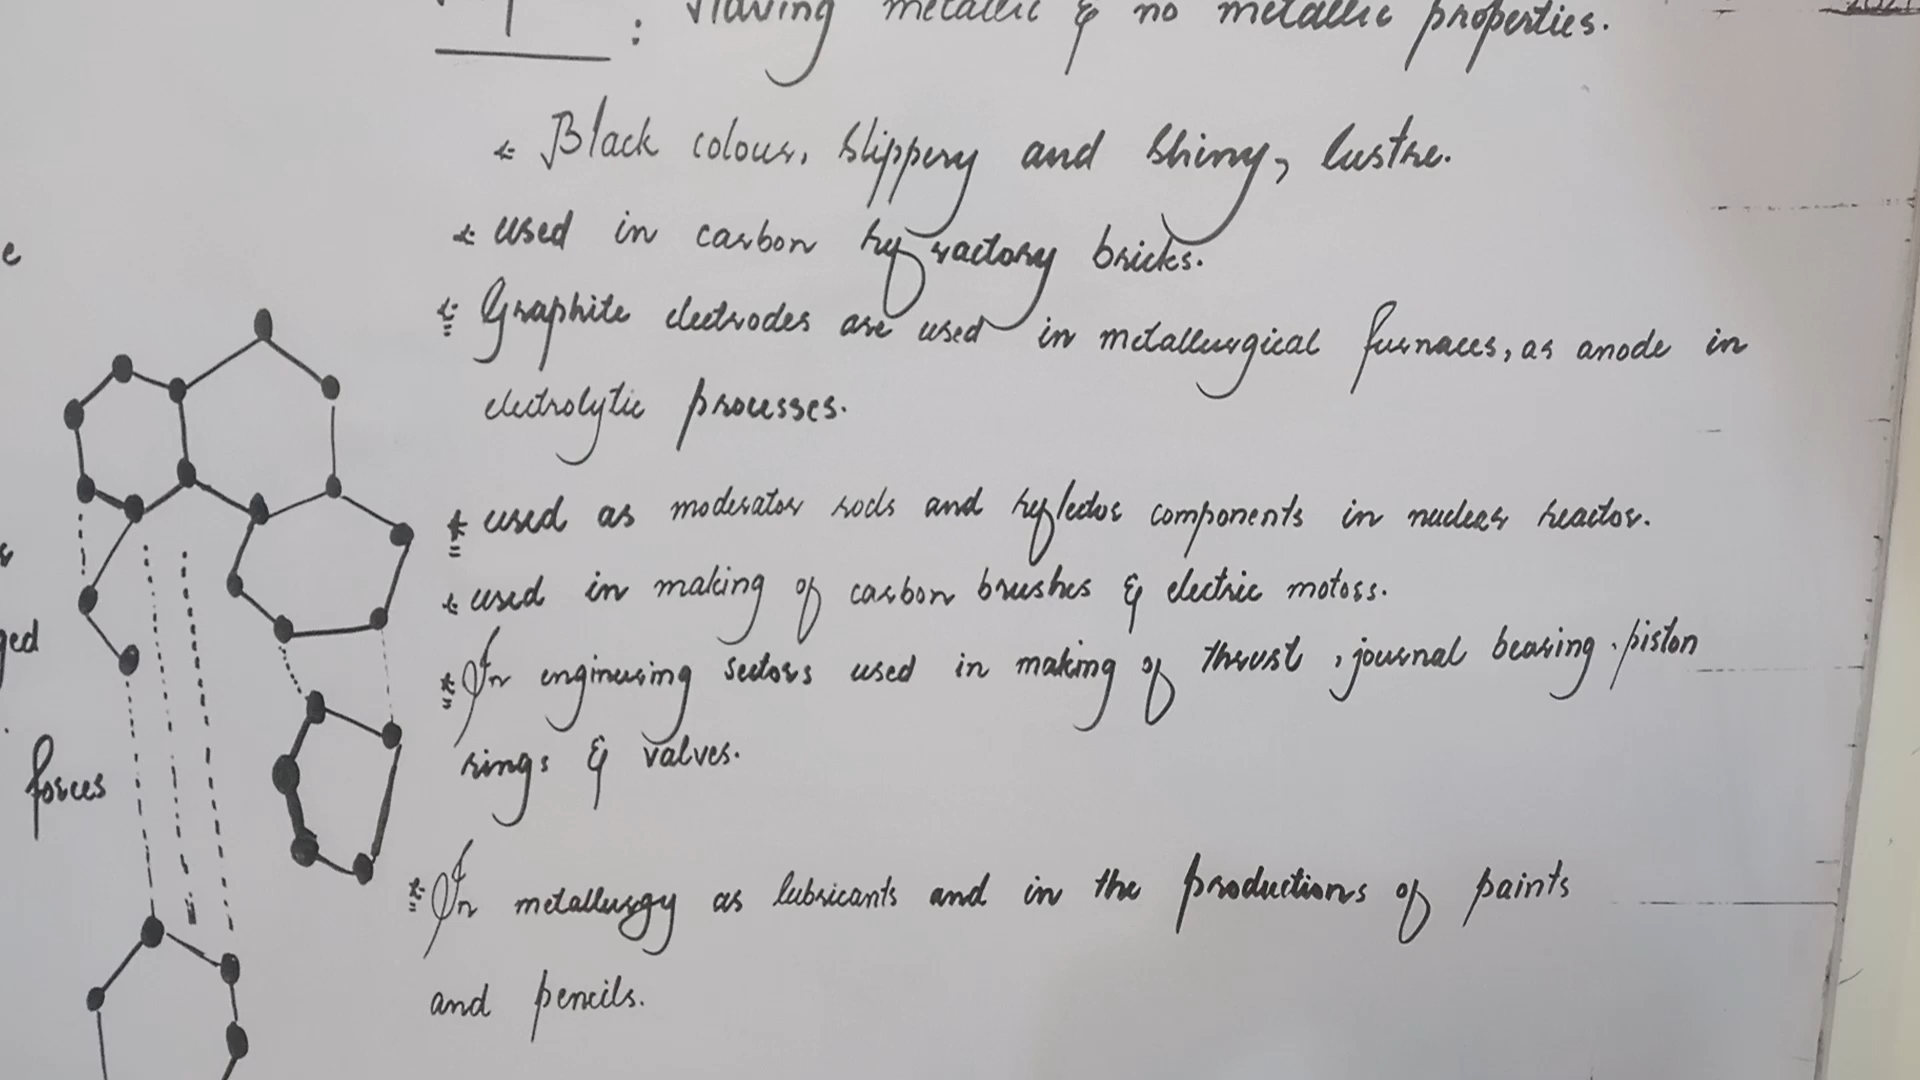 : Having metallic & no metallic properties.
* Black colour, slippery and shiny, lustre.
* used in carbon refractory bricks.
e
* Graphite electrodes are used in metallurgical furnaces, as anode in
electrolytic processes.
* used as moderator rods and reflector components in nuclear reactor.
* used in making of carbon brushes & electric motors.
ged
* In enginering sectors used in making of thrust, journal bearing. piston
rings & valves.
forces
* In metallurgy as lubricants and in the productions of paints
and pencils.